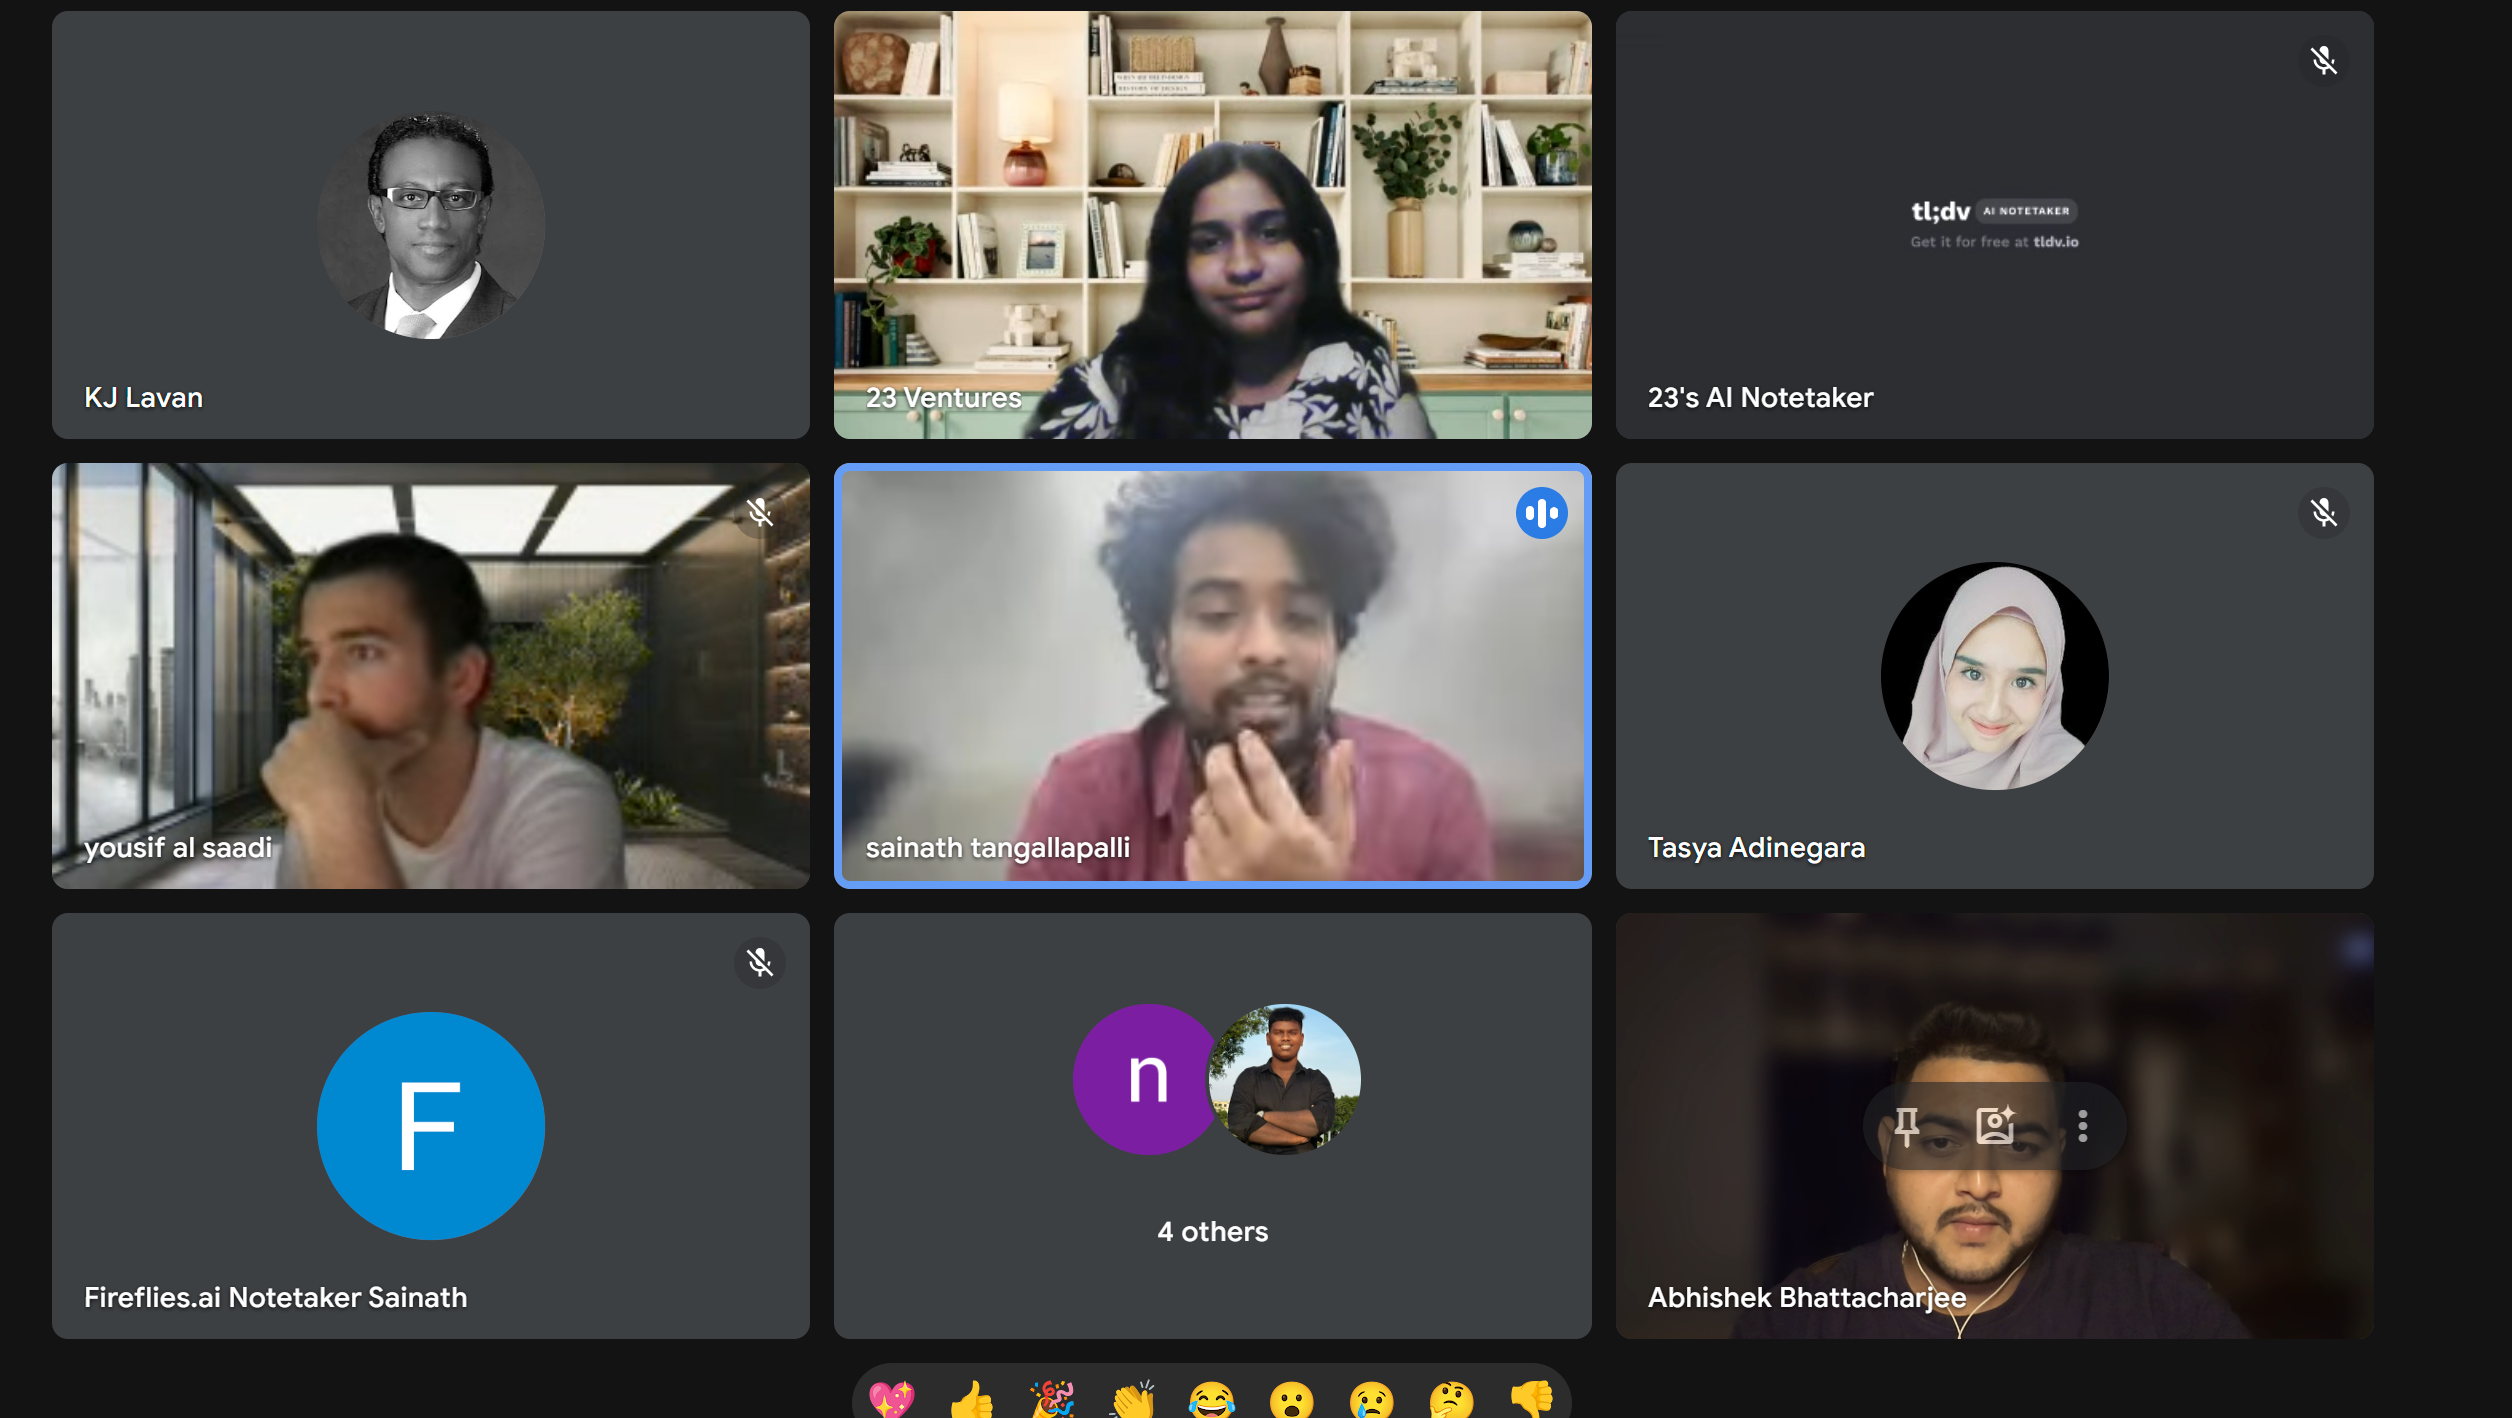 KJ Lavan
23 Ventures
tl;dv AI NOTETAKER
Get it for free at tldv.io
23's AI Notetaker
yousif al saadi
sainath tangallapalli
Tasya Adinegara
F
Fireflies.ai Notetaker Sainath
n
4 others
Abhishek Bhattacharjee